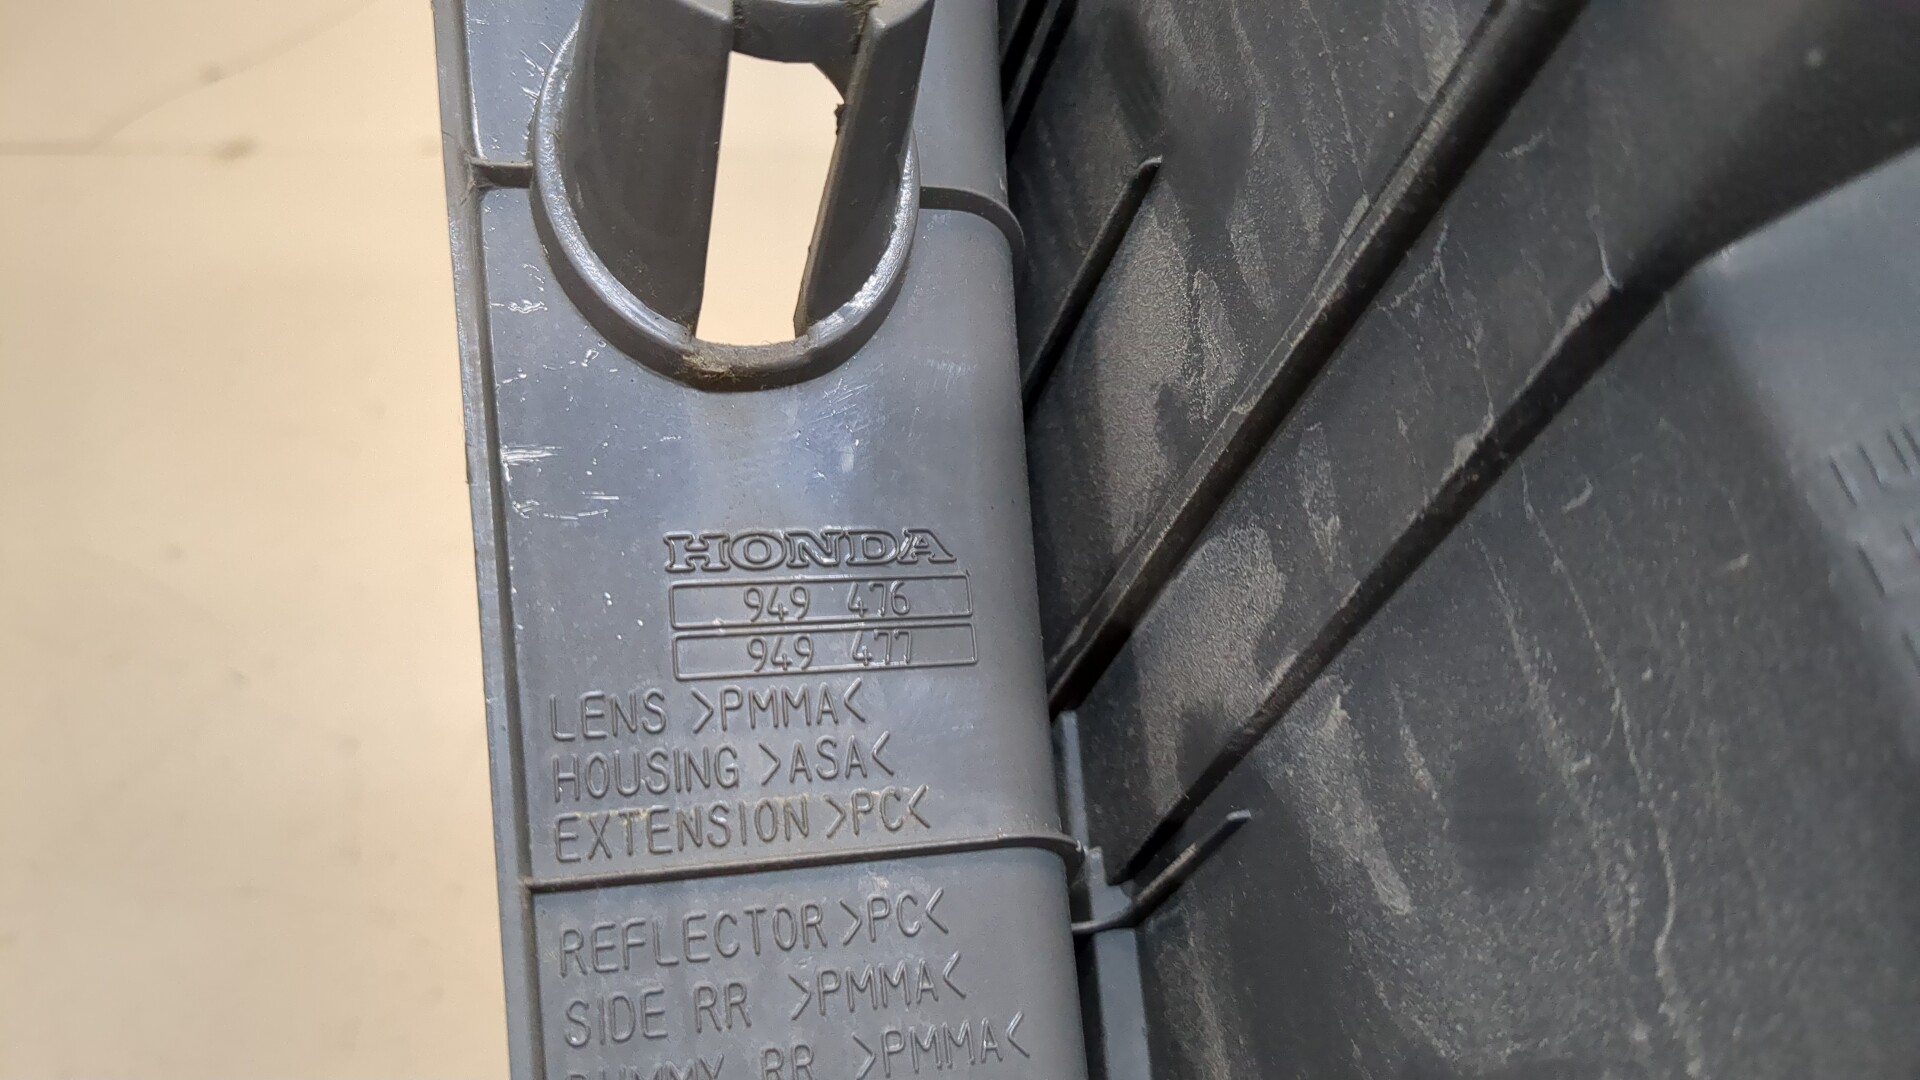 HONDA
949 476
949 477
LENS >PMMA<
HOUSING >ASA<
EXTENSION >PC<
REFLECTOR >PC<
SIDE RR >PMMA<
DUMMY RR >PMMA<